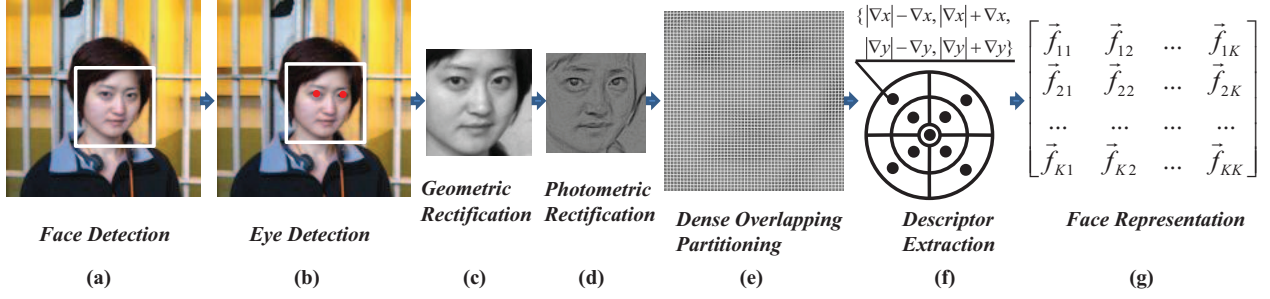 {|∇x|−∇x,|∇x|+∇x,
|∇y|−∇y,|∇y|+∇y}
f⃗11 f⃗12 ... f⃗1K
f⃗21 f⃗22 ... f⃗2K
... ... ... ...
f⃗K1 f⃗K2 ... f⃗KK
Face Detection
Eye Detection
Geometric
Rectification
Photometric
Rectification
Dense Overlapping
Partitioning
Descriptor
Extraction
Face Representation
(a)
(b)
(c)
(d)
(e)
(f)
(g)